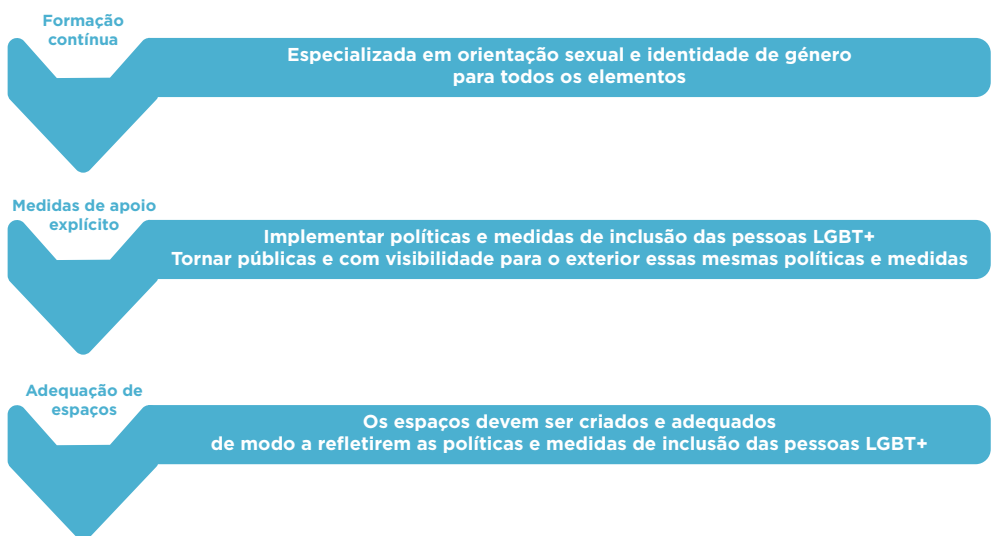 Formação
contínua
Especializada em orientação sexual e identidade de género
para todos os elementos
Medidas de apoio
explícito
Implementar políticas e medidas de inclusão das pessoas LGBT+
Tornar públicas e com visibilidade para o exterior essas mesmas políticas e medidas
Adequação de
espaços
Os espaços devem ser criados e adequados
de modo a refletirem as políticas e medidas de inclusão das pessoas LGBT+